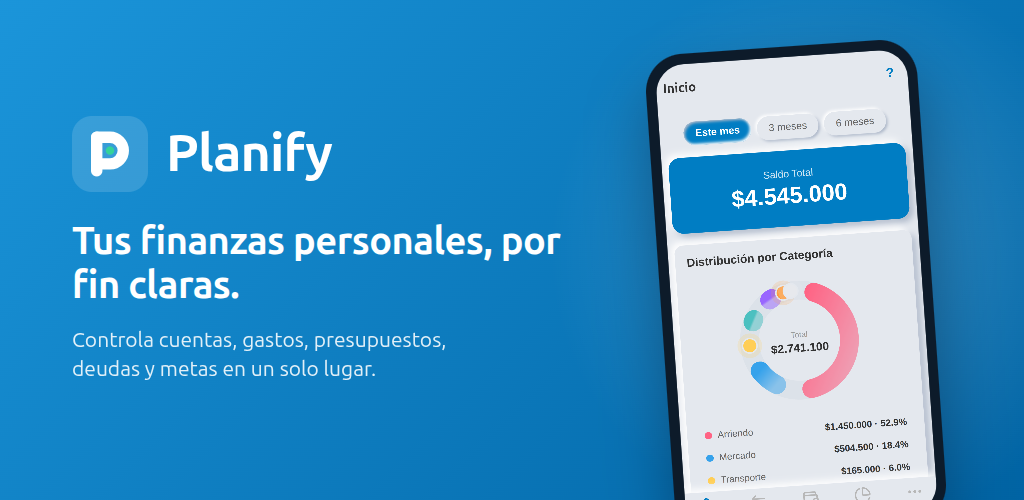 Planify
Tus finanzas personales, por
fin claras.
Controla cuentas, gastos, presupuestos,
deudas y metas en un solo lugar.
Inicio
?
Este mes
3 meses
6 meses
Saldo Total
$4.545.000
Distribución por Categoría
Total
$2.741.100
Arriendo
$1.450.000 · 52.9%
Mercado
$504.500 · 18.4%
Transporte
$165.000 · 6.0%